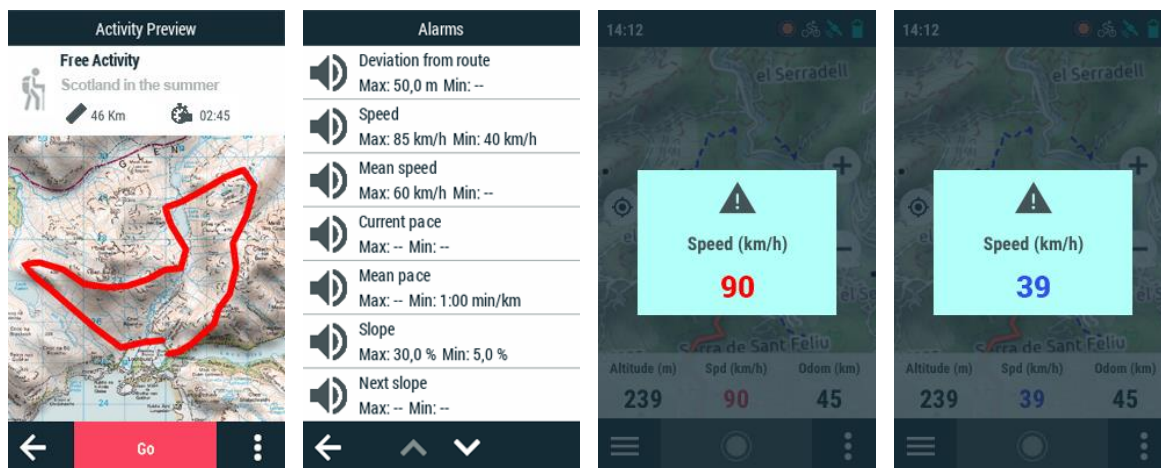 Activity Preview
Free Activity
Scotland in the summer
46 Km 02:45
24
Go
Alarms
Deviation from route
Max: 50,0 m Min: --
Speed
Max: 85 km/h Min: 40 km/h
Mean speed
Max: 60 km/h Min: --
Current pace
Max: -- Min: --
Mean pace
Max: -- Min: 1:00 min/km
Slope
Max: 30,0 % Min: 5,0 %
Next slope
Max: -- Min: --
14:12
el Serradell
Speed (km/h)
90
Serra de Sant Feliu
Altitude (m) Spd (km/h) Odom (km)
239 90 45
14:12
el Serradell
Speed (km/h)
39
Serra de Sant Feliu
Altitude (m) Spd (km/h) Odom (km)
239 39 45